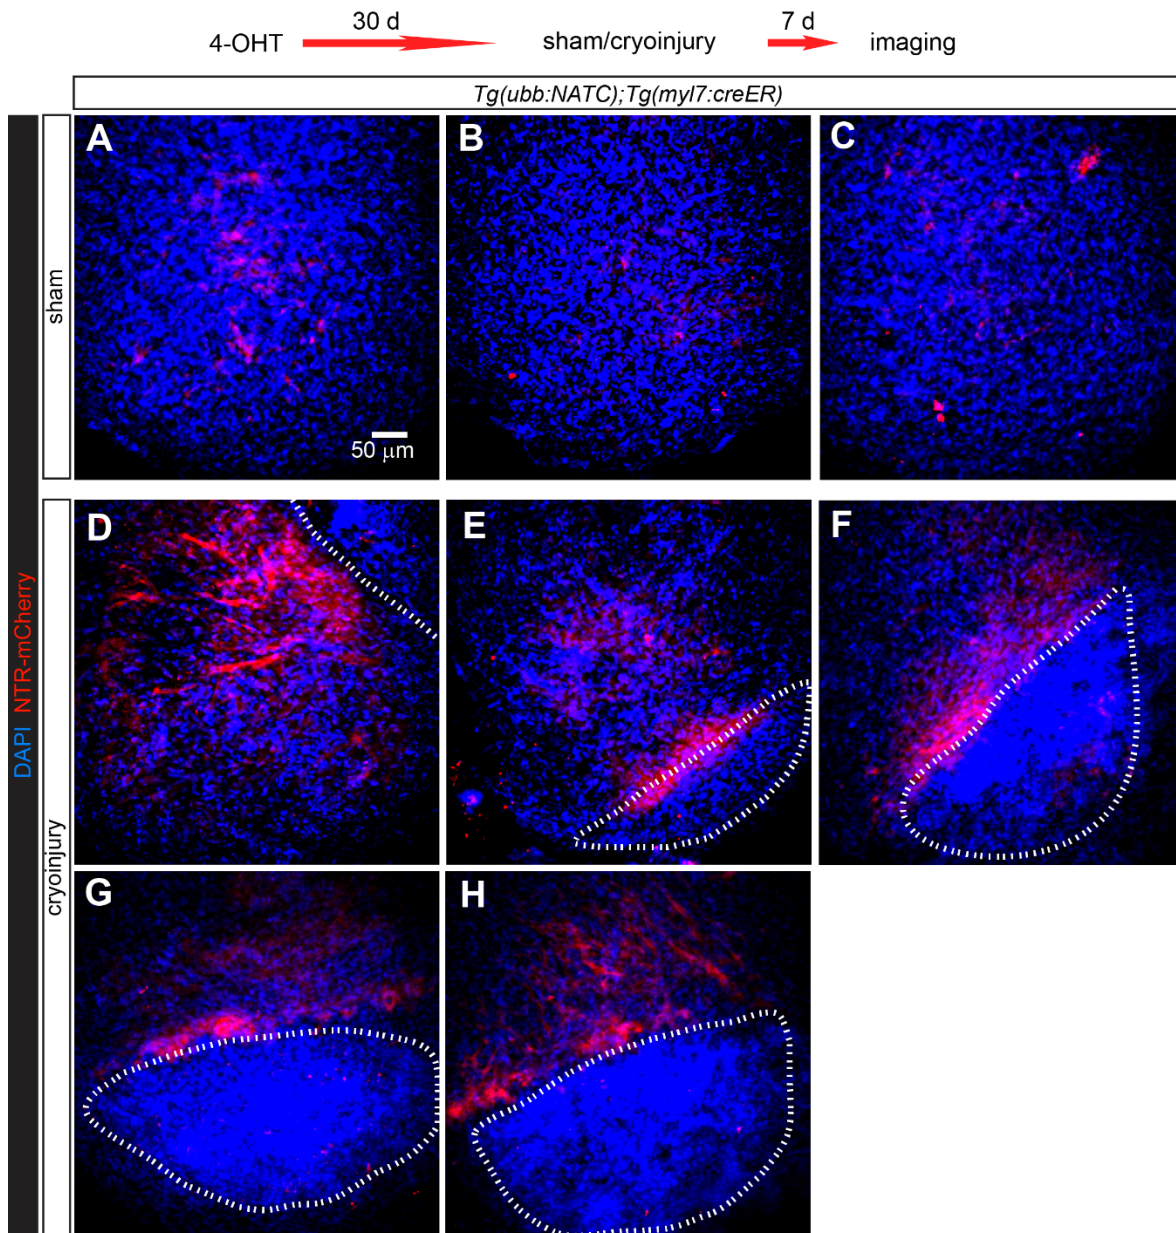 30 d
7 d
4-OHT sham/cryoinjury imaging
Tg(ubb:NATC);Tg(myl7:creER)
DAPI NTR-mCherry
sham
A
B
C
50 μm
cryoinjury
D
E
F
G
H